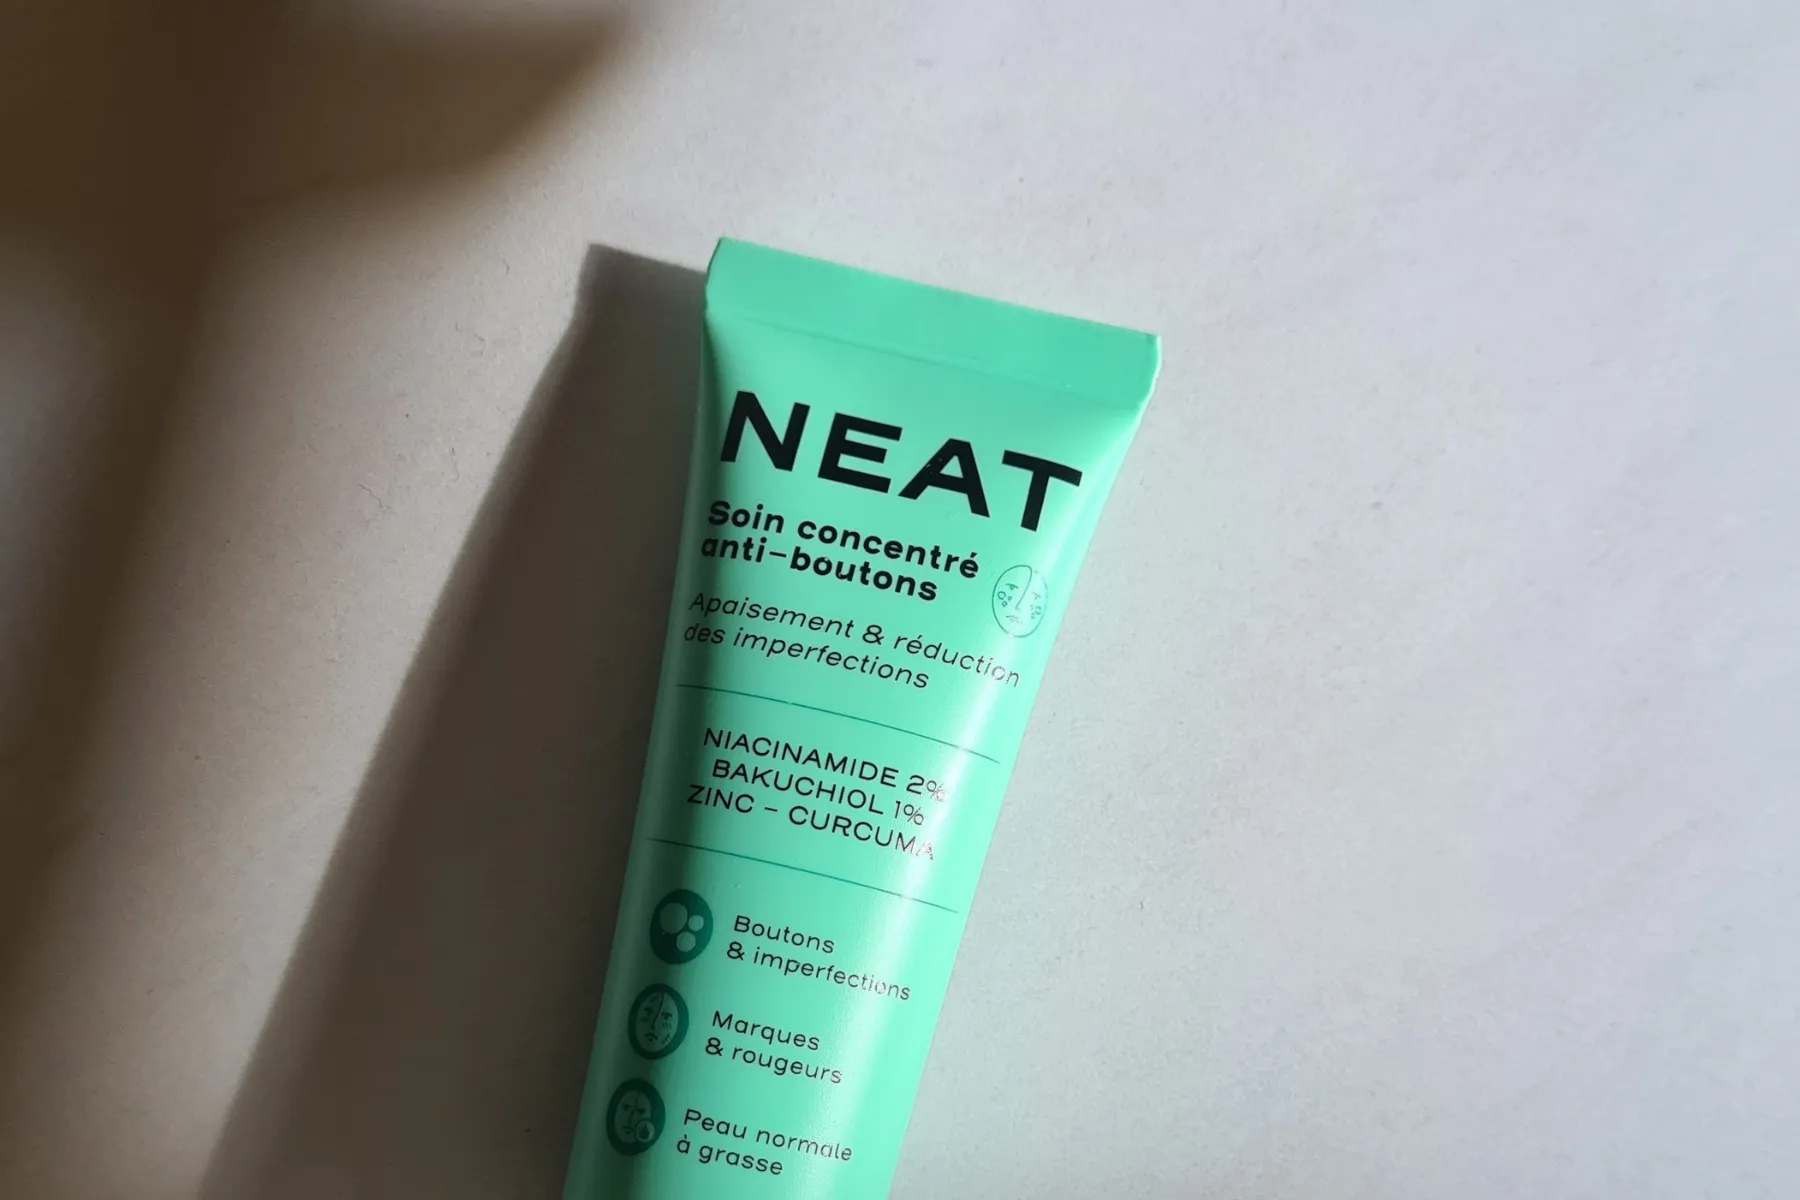 NEAT
Soin concentré
anti-boutons
Apaisement & réduction
des imperfections
NIACINAMIDE 2%
BAKUCHIOL 1%
ZINC - CURCUMA
Boutons
& imperfections
Marques
& rougeurs
Peau normale
à grasse